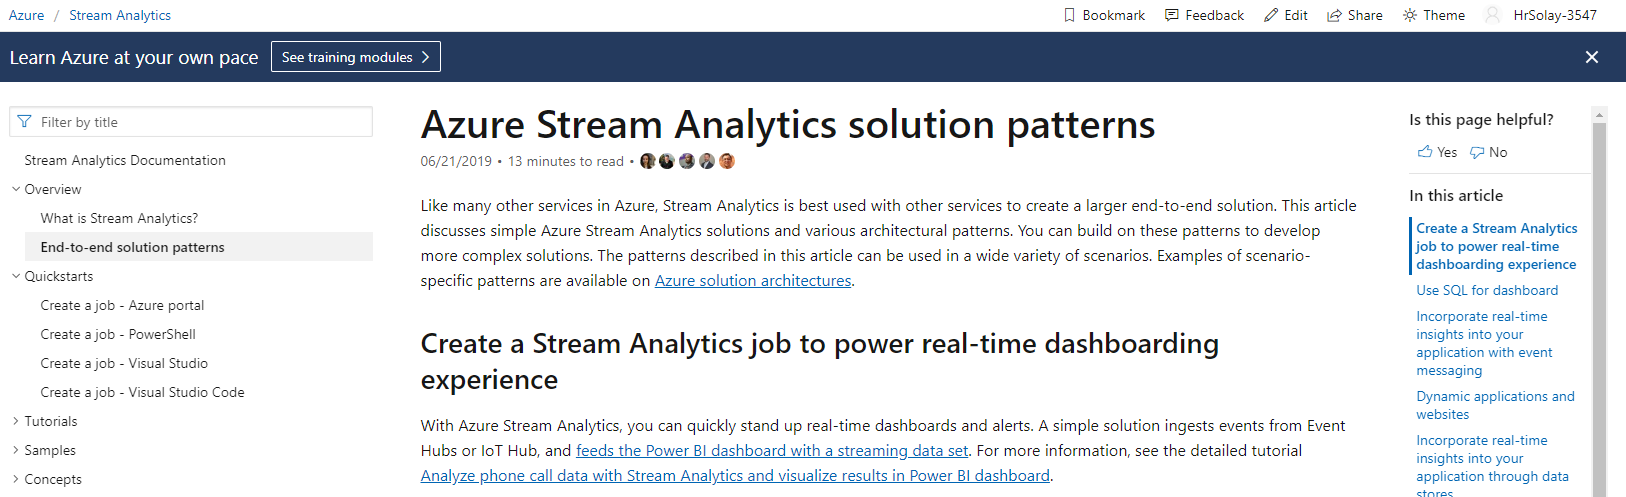 Azure / Stream Analytics
Bookmark Feedback Edit Share Theme HrSolay-3547
Learn Azure at your own pace See training modules
Filter by title
Stream Analytics Documentation
Overview
What is Stream Analytics?
End-to-end solution patterns
Quickstarts
Create a job - Azure portal
Create a job - PowerShell
Create a job - Visual Studio
Create a job - Visual Studio Code
Tutorials
Samples
Concepts
Azure Stream Analytics solution patterns
06/21/2019 • 13 minutes to read •
Like many other services in Azure, Stream Analytics is best used with other services to create a larger end-to-end solution. This article
discusses simple Azure Stream Analytics solutions and various architectural patterns. You can build on these patterns to develop
more complex solutions. The patterns described in this article can be used in a wide variety of scenarios. Examples of scenario-
specific patterns are available on Azure solution architectures.
Create a Stream Analytics job to power real-time dashboarding
experience
With Azure Stream Analytics, you can quickly stand up real-time dashboards and alerts. A simple solution ingests events from Event
Hubs or IoT Hub, and feeds the Power BI dashboard with a streaming data set. For more information, see the detailed tutorial
Analyze phone call data with Stream Analytics and visualize results in Power BI dashboard.
Is this page helpful?
Yes No
In this article
Create a Stream Analytics
job to power real-time
dashboarding experience
Use SQL for dashboard
Incorporate real-time
insights into your
application with event
messaging
Dynamic applications and
websites
Incorporate real-time
insights into your
application through data
stores